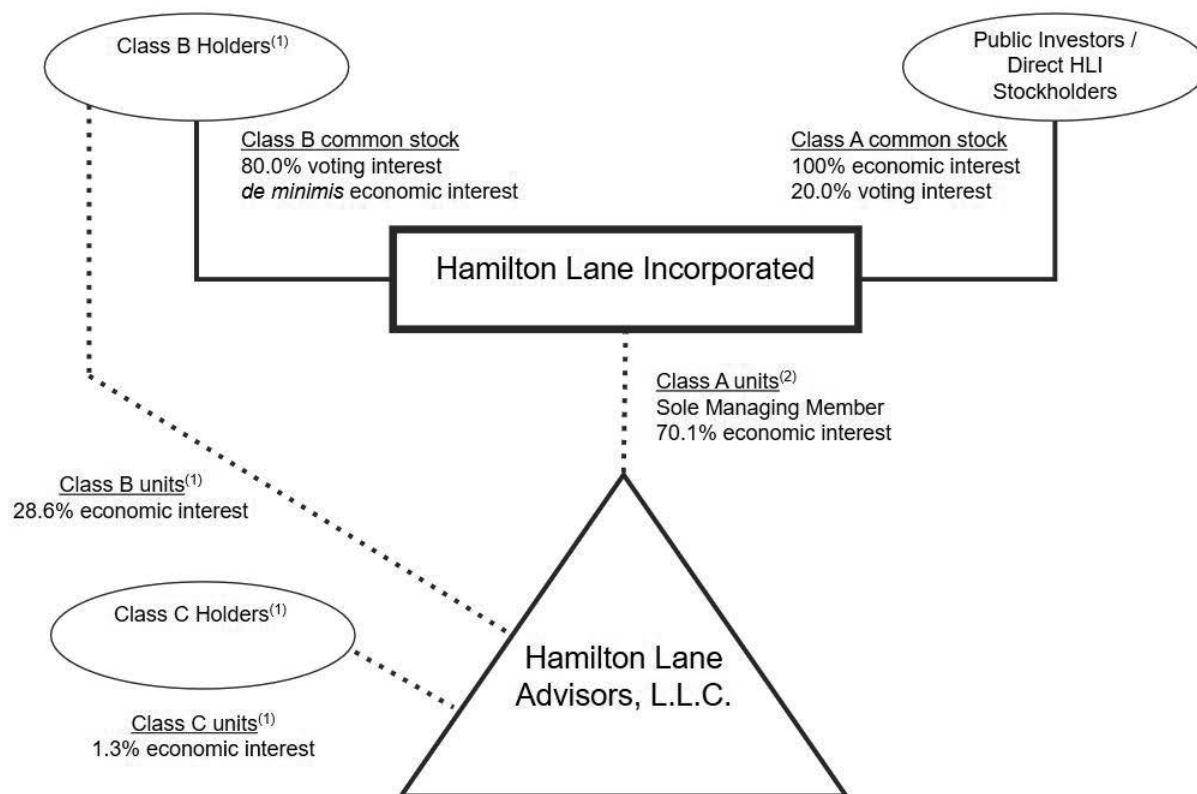 Class B Holders(1)
Public Investors /
Direct HLI
Stockholders
Class B common stock
80.0% voting interest
de minimis economic interest
Class A common stock
100% economic interest
20.0% voting interest
Hamilton Lane Incorporated
Class A units(2)
Sole Managing Member
70.1% economic interest
Class B units(1)
28.6% economic interest
Class C Holders(1)
Hamilton Lane
Advisors, L.L.C.
Class C units(1)
1.3% economic interest